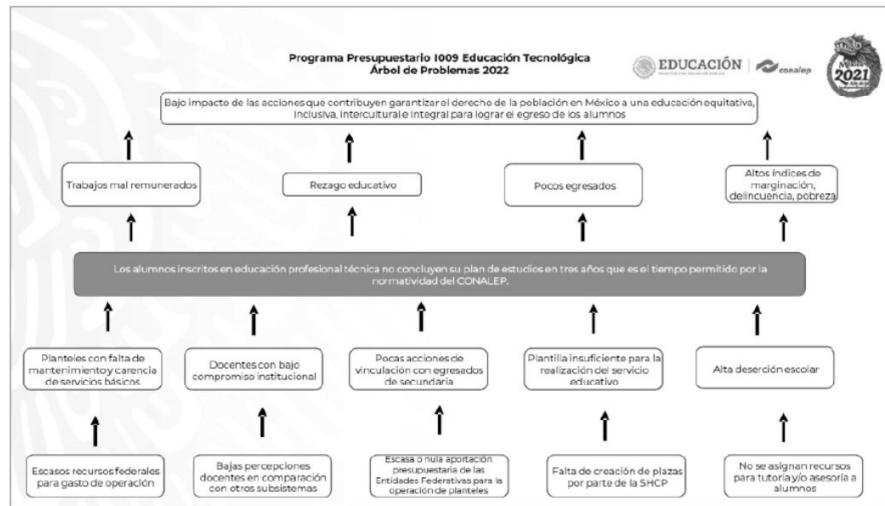 Programa Presupuestario I009 Educación Tecnológica
Árbol de Problemas 2022
EDUCACIÓN
conalep
México
2021
Bajo impacto de las acciones que contribuyen garantizar el derecho de la población en México a una educación equitativa,
inclusiva, intercultural e integral para lograr el egreso de los alumnos
Trabajos mal remunerados
Rezago educativo
Pocos egresados
Altos índices de
marginación,
delincuencia, pobreza
Los alumnos inscritos en educación profesional técnica no concluyen su plan de estudios en tres años que es el tiempo permitido por la
normatividad del CONALEP.
Planteles con falta de
mantenimiento y carencia
de servicios básicos
Docentes con bajo
compromiso institucional
Pocas acciones de
vinculación con egresados
de secundaria
Plantilla insuficiente para la
realización del servicio
educativo
Alta deserción escolar
Escasos recursos federales
para gasto de operación
Bajas percepciones
docentes en comparación
con otros subsistemas
Escasa o nula aportación
presupuestaria de las
Entidades Federativas para la
operación de planteles
Falta de creación de plazas
por parte de la SHCP
No se asignan recursos
para tutoría y/o asesoría a
alumnos